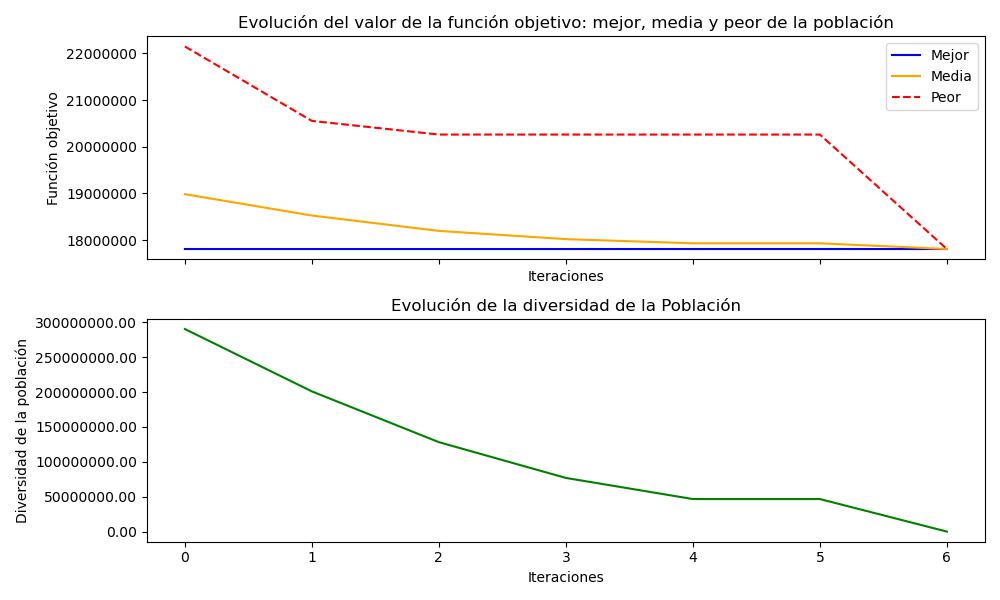 Evolución del valor de la función objetivo: mejor, media y peor de la población
22000000
21000000
20000000
19000000
18000000
Función objetivo
Mejor
Media
Peor
Iteraciones
Evolución de la diversidad de la Población
300000000.00
250000000.00
200000000.00
150000000.00
100000000.00
50000000.00
0.00
Diversidad de la población
0 1 2 3 4 5 6
Iteraciones